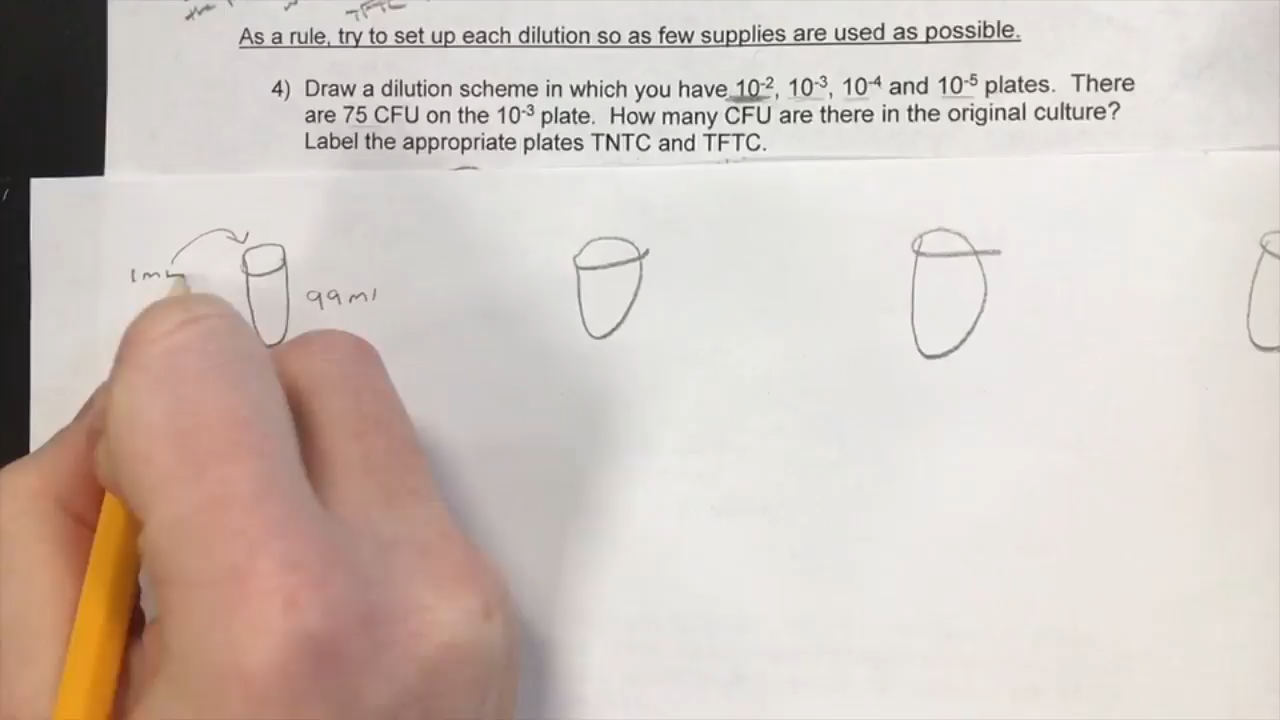 TFTC
As a rule, try to set up each dilution so as few supplies are used as possible.
4) Draw a dilution scheme in which you have 10-2, 10-3, 10-4 and 10-5 plates. There
are 75 CFU on the 10-3 plate. How many CFU are there in the original culture?
Label the appropriate plates TNTC and TFTC.
1mL
99ml